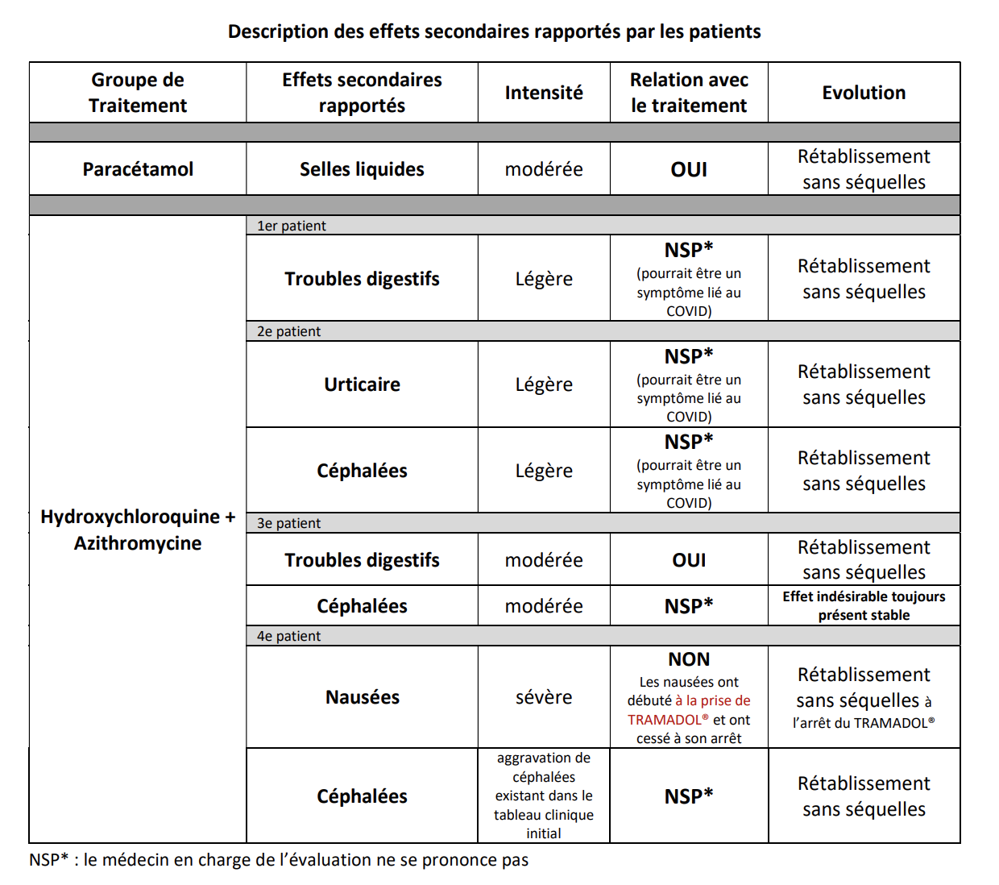 Description des effets secondaires rapportés par les patients
Groupe de
Traitement
Effets secondaires
rapportés
Intensité
Relation avec
le traitement
Evolution
Paracétamol
Selles liquides
modérée
OUI
Rétablissement
sans séquelles
Hydroxychloroquine +
Azithromycine
1er patient
Troubles digestifs
Légère
NSP*
(pourrait être un
symptôme lié au
COVID)
Rétablissement
sans séquelles
2e patient
Urticaire
Légère
NSP*
(pourrait être un
symptôme lié au
COVID)
Rétablissement
sans séquelles
Céphalées
Légère
NSP*
(pourrait être un
symptôme lié au
COVID)
Rétablissement
sans séquelles
3e patient
Troubles digestifs
modérée
OUI
Rétablissement
sans séquelles
Céphalées
modérée
NSP*
Effet indésirable toujours
présent stable
4e patient
Nausées
sévère
NON
Les nausées ont
débuté à la prise de
TRAMADOL® et ont
cessé à son arrêt
Rétablissement
sans séquelles à
l'arrêt du TRAMADOL®
Céphalées
aggravation de
céphalées
existant dans le
tableau clinique
initial
NSP*
Rétablissement
sans séquelles
NSP* : le médecin en charge de l'évaluation ne se prononce pas